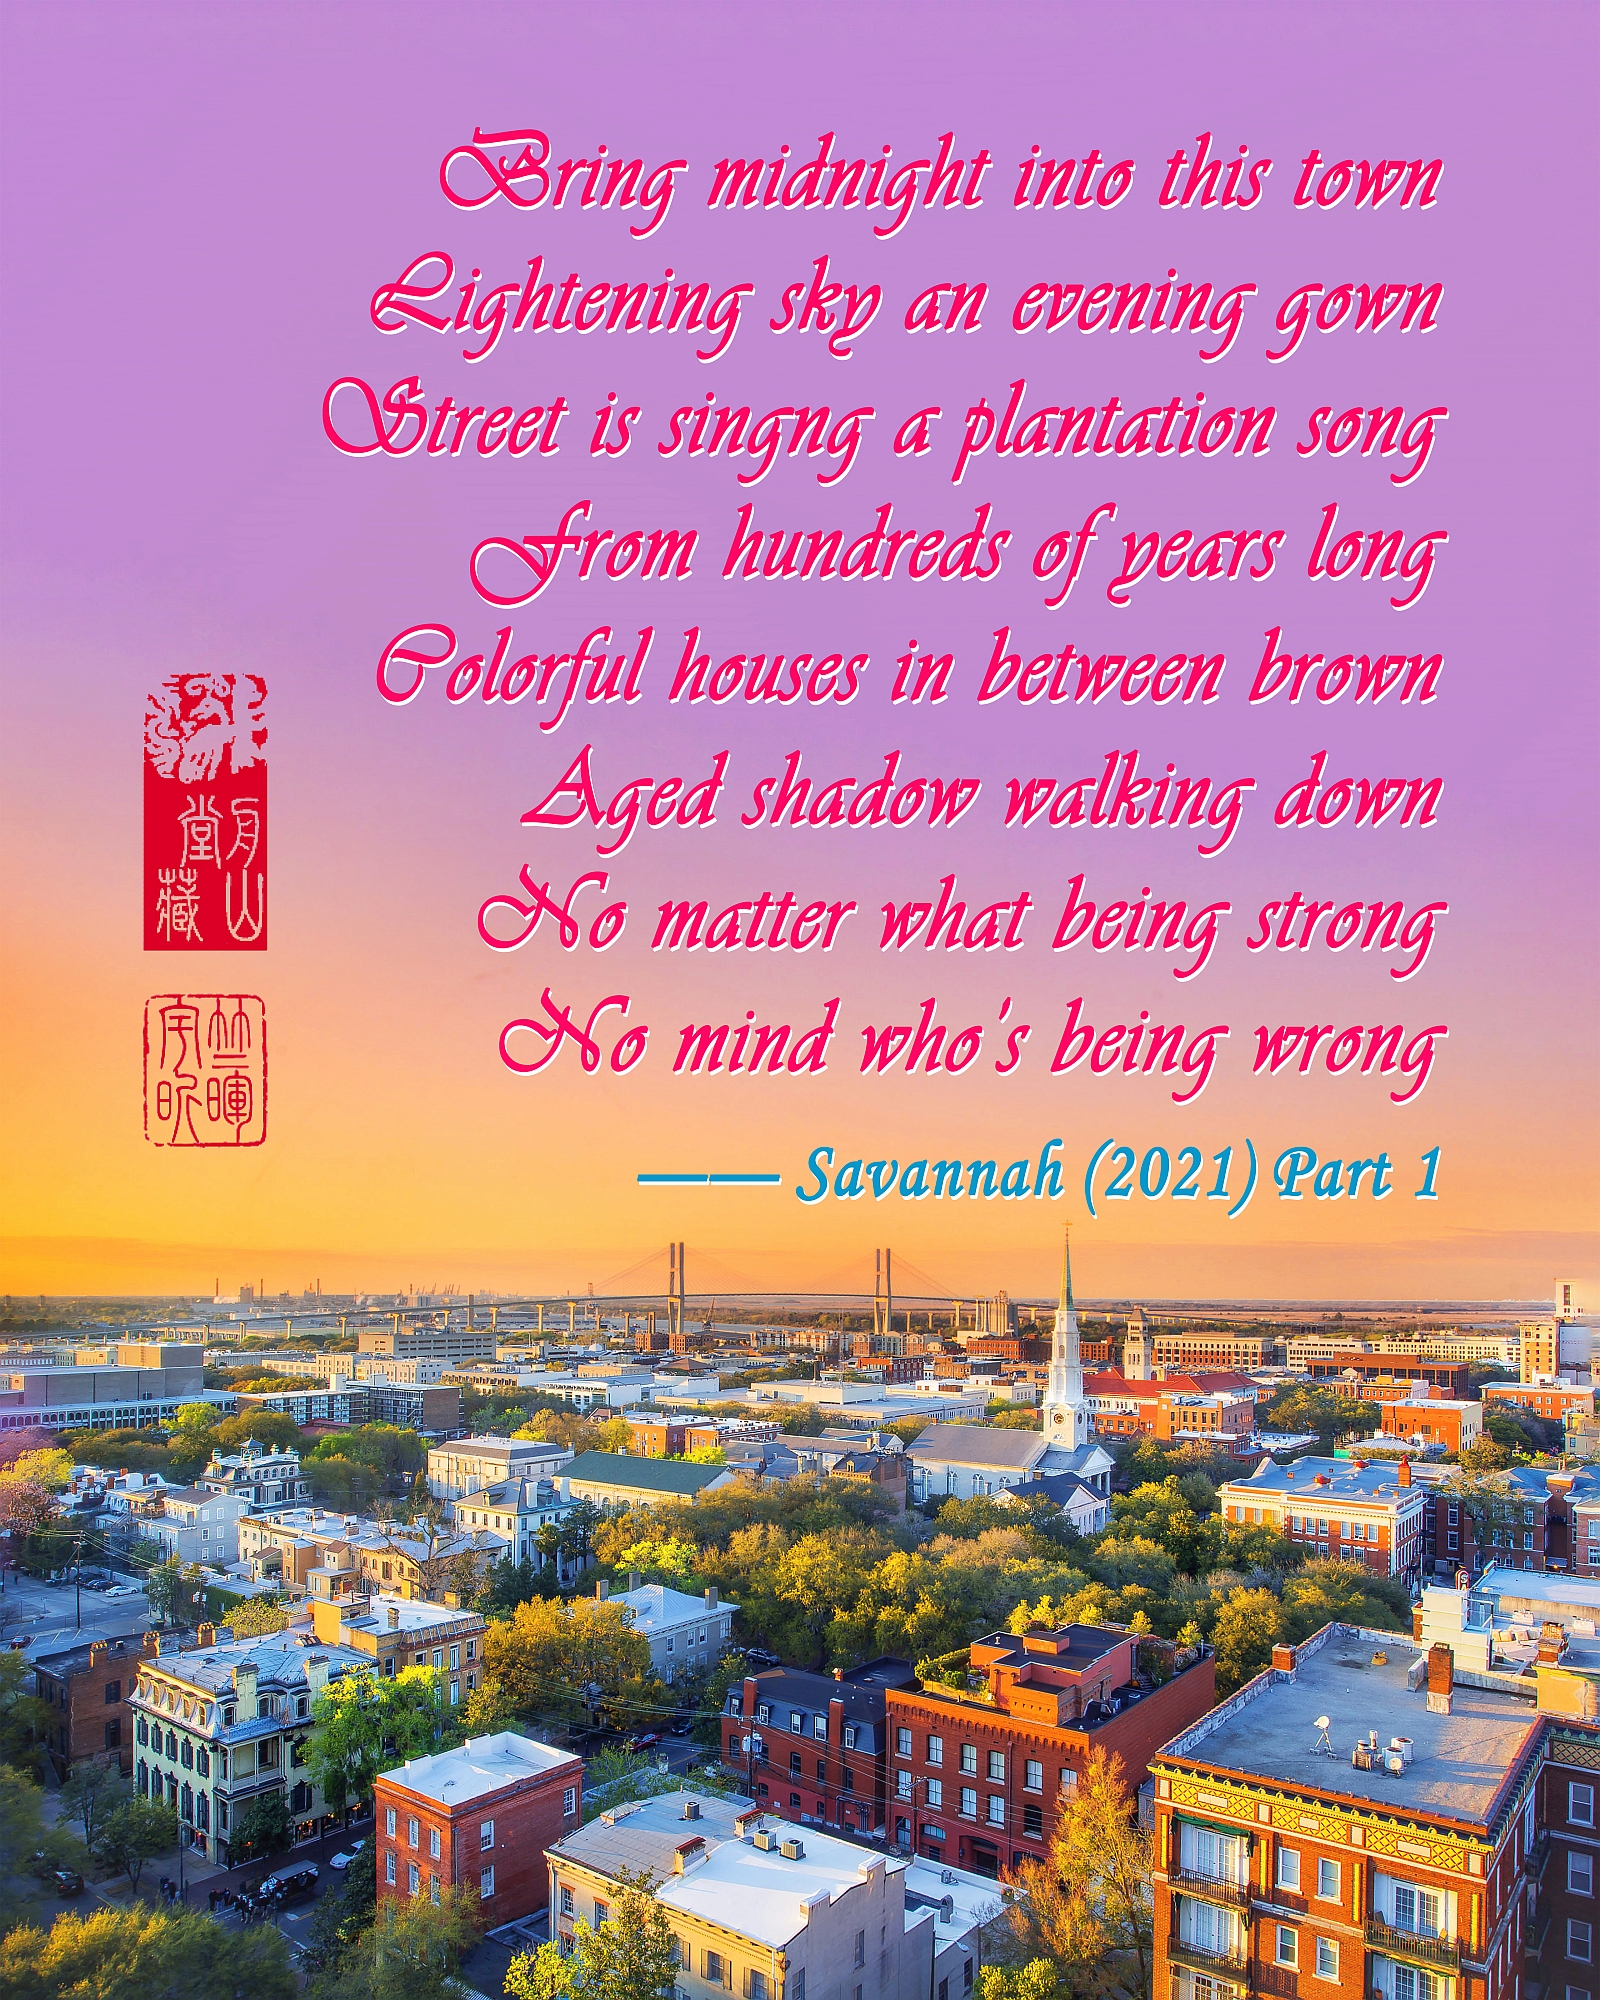 Bring midnight into this town
Lightening sky an evening gown
Street is singng a plantation song
From hundreds of years long
Colorful houses in between brown
Aged shadow walking down
No matter what being strong
No mind who's being wrong
—— Savannah (2021) Part 1
月山
堂藏
竺暉